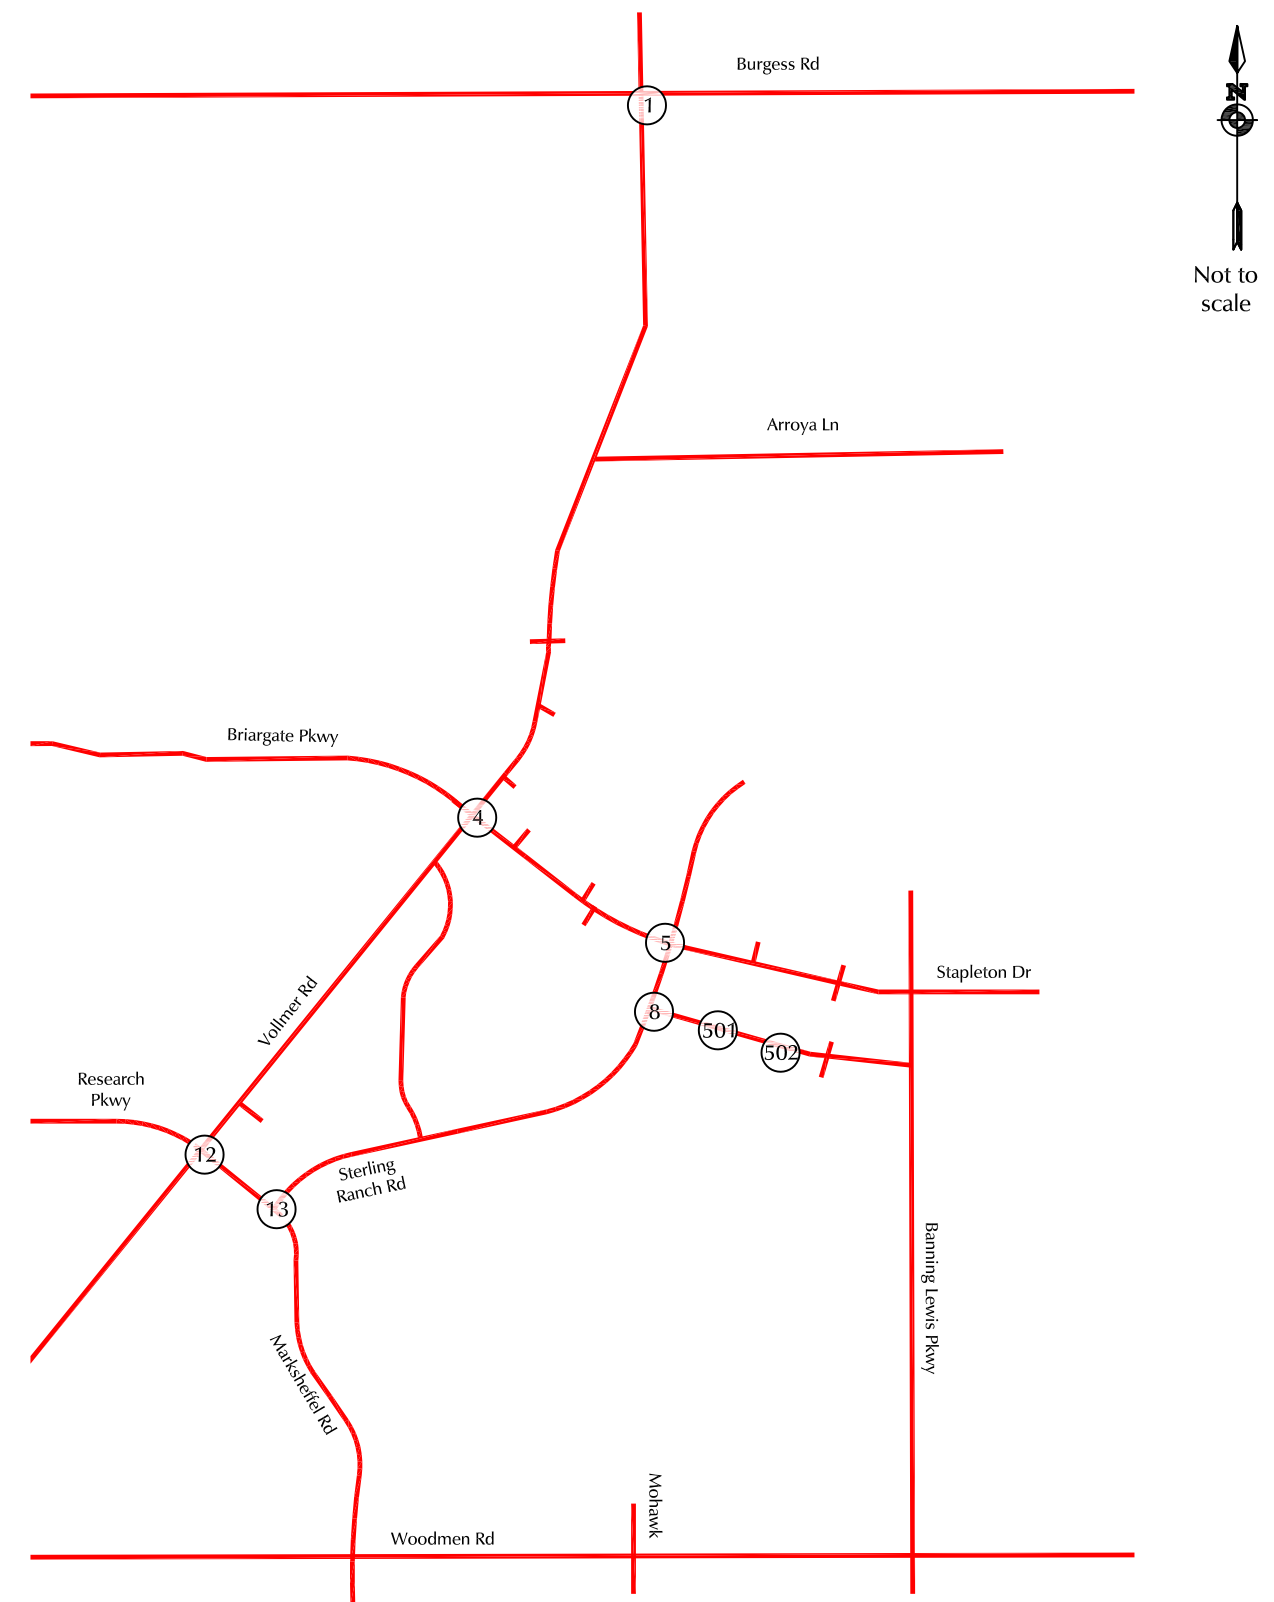 Burgess Rd
N
1
Not to
scale
Arroya Ln
Briargate Pkwy
4
5
Stapleton Dr
Vollmer Rd
8
501
502
Research
Pkwy
12
Sterling
Ranch Rd
13
Banning Lewis Pkwy
Marksheffel Rd
Mohawk
Woodmen Rd